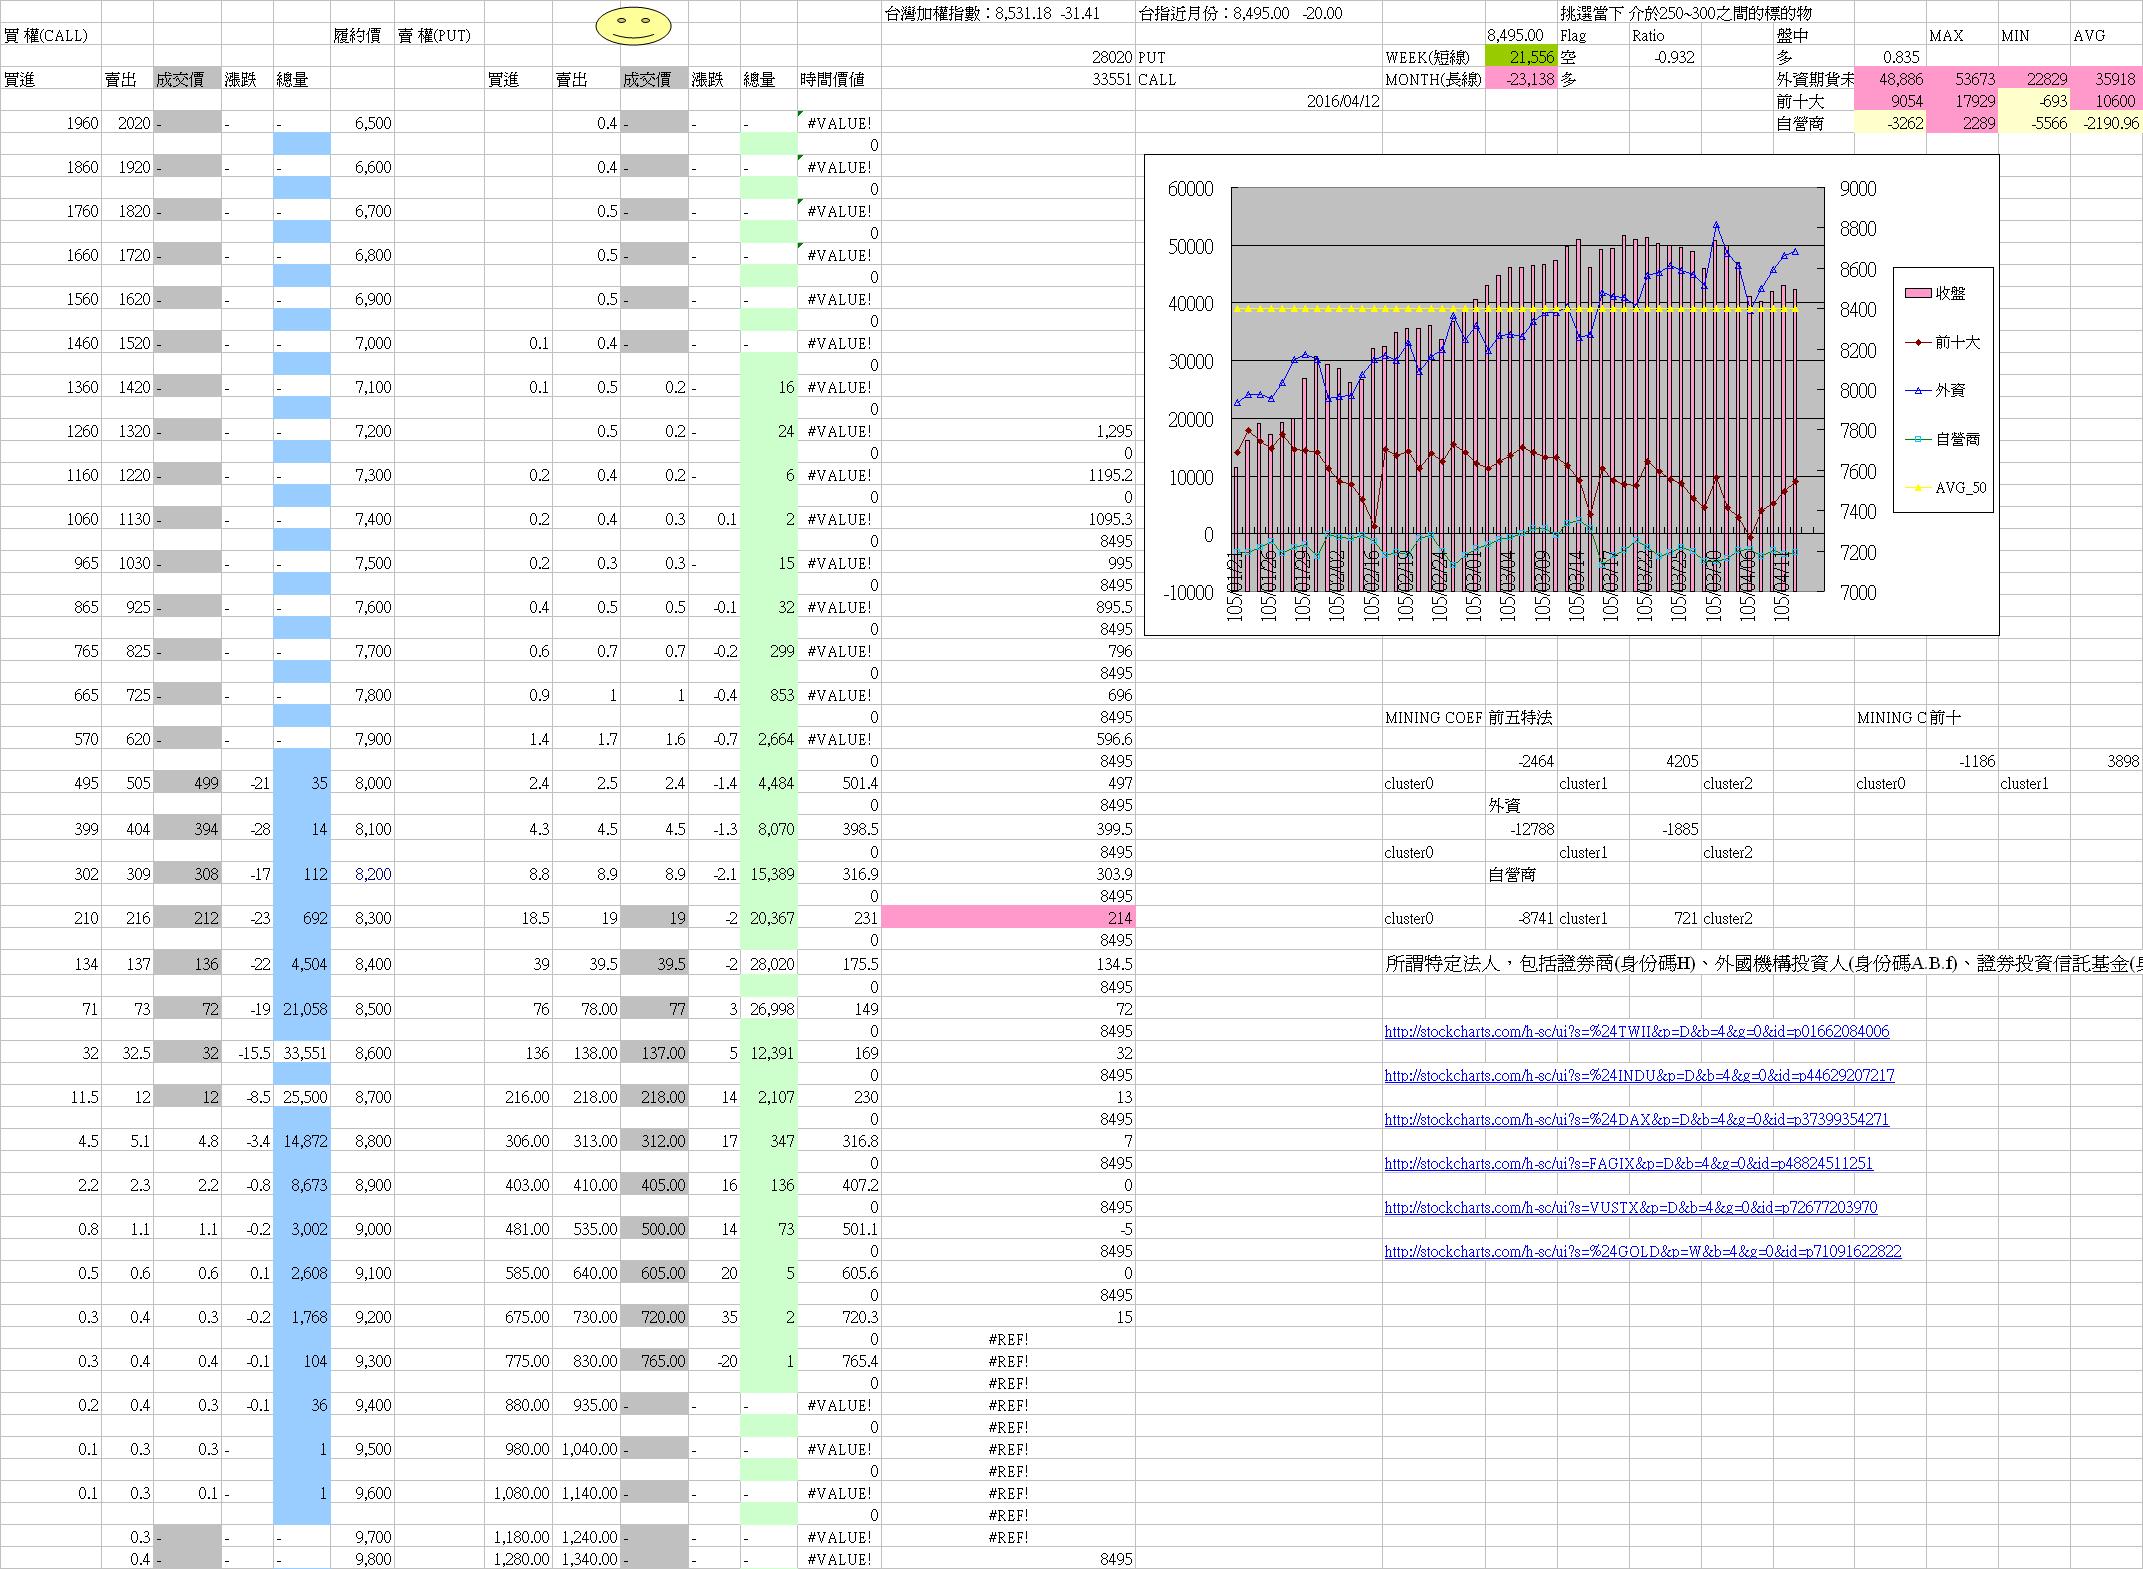 台灣加權指數：8,531.18 -31.41 台指近月份：8,495.00 -20.00 挑選當下 介於250~300之間的標的物
買 權(CALL) 履約價 賣 權(PUT) 8,495.00 Flag Ratio 盤中 MAX MIN AVG
28020 PUT WEEK(短線) 21,556 空 -0.932 多 0.835
買進 賣出 成交價 漲跌 總量 買進 賣出 成交價 漲跌 總量 時間價值 33551 CALL MONTH(長線) -23,138 多 外資期貨未 48,886 53673 22829 35918
2016/04/12 前十大 9054 17929 -693 10600
1960 2020 - - - 6,500 0.4 - - - #VALUE! 自營商 -3262 2289 -5566 -2190.96
0
1860 1920 - - - 6,600 0.4 - - - #VALUE!
0
1760 1820 - - - 6,700 0.5 - - - #VALUE!
0
1660 1720 - - - 6,800 0.5 - - - #VALUE!
0
1560 1620 - - - 6,900 0.5 - - - #VALUE!
0
1460 1520 - - - 7,000 0.1 0.4 - - - #VALUE!
0
1360 1420 - - - 7,100 0.1 0.5 0.2 - 16 #VALUE!
0
1260 1320 - - - 7,200 0.5 0.2 - 24 #VALUE! 1,295
0 0
1160 1220 - - - 7,300 0.2 0.4 0.2 - 6 #VALUE! 1195.2
0 0
1060 1130 - - - 7,400 0.2 0.4 0.3 0.1 2 #VALUE! 1095.3
0 8495
965 1030 - - - 7,500 0.2 0.3 0.3 - 15 #VALUE! 995
0 8495
865 925 - - - 7,600 0.4 0.5 0.5 -0.1 32 #VALUE! 895.5
0 8495
765 825 - - - 7,700 0.6 0.7 0.7 -0.2 299 #VALUE! 796
0 8495
665 725 - - - 7,800 0.9 1 1 -0.4 853 #VALUE! 696
0 8495 MINING COEF 前五特法 MINING C 前十
570 620 - - - 7,900 1.4 1.7 1.6 -0.7 2,664 #VALUE! 596.6
0 8495 -2464 4205 -1186 3898
495 505 499 -21 35 8,000 2.4 2.5 2.4 -1.4 4,484 501.4 497 cluster0 cluster1 cluster2 cluster0 cluster1
0 8495 外資
399 404 394 -28 14 8,100 4.3 4.5 4.5 -1.3 8,070 398.5 399.5 -12788 -1885
0 8495 cluster0 cluster1 cluster2
302 309 308 -17 112 8,200 8.8 8.9 8.9 -2.1 15,389 316.9 303.9 自營商
0 8495
210 216 212 -23 692 8,300 18.5 19 19 -2 20,367 231 214 cluster0 -8741 cluster1 721 cluster2
0 8495
134 137 136 -22 4,504 8,400 39 39.5 39.5 -2 28,020 175.5 134.5 所謂特定法人，包括證券商(身份碼H)、外國機構投資人(身份碼A.B.f)、證券投資信託基金(身
0 8495
71 73 72 -19 21,058 8,500 76 78.00 77 3 26,998 149 72
0 8495 http://stockcharts.com/h-sc/ui?s=%24TWII&p=D&b=4&g=0&id=p01662084006
32 32.5 32 -15.5 33,551 8,600 136 138.00 137.00 5 12,391 169 32
0 8495 http://stockcharts.com/h-sc/ui?s=%24INDU&p=D&b=4&g=0&id=p44629207217
11.5 12 12 -8.5 25,500 8,700 216.00 218.00 218.00 14 2,107 230 13
0 8495 http://stockcharts.com/h-sc/ui?s=%24DAX&p=D&b=4&g=0&id=p37399354271
4.5 5.1 4.8 -3.4 14,872 8,800 306.00 313.00 312.00 17 347 316.8 7
0 8495 http://stockcharts.com/h-sc/ui?s=FAGIX&p=D&b=4&g=0&id=p48824511251
2.2 2.3 2.2 -0.8 8,673 8,900 403.00 410.00 405.00 16 136 407.2 0
0 8495 http://stockcharts.com/h-sc/ui?s=VUSTX&p=D&b=4&g=0&id=p72677203970
0.8 1.1 1.1 -0.2 3,002 9,000 481.00 535.00 500.00 14 73 501.1 -5
0 8495 http://stockcharts.com/h-sc/ui?s=%24GOLD&p=W&b=4&g=0&id=p71091622822
0.5 0.6 0.6 0.1 2,608 9,100 585.00 640.00 605.00 20 5 605.6 0
0 8495
0.3 0.4 0.3 -0.2 1,768 9,200 675.00 730.00 720.00 35 2 720.3 15
0 #REF!
0.3 0.4 0.4 -0.1 104 9,300 775.00 830.00 765.00 -20 1 765.4 #REF!
0 #REF!
0.2 0.4 0.3 -0.1 36 9,400 880.00 935.00 - - - #VALUE! #REF!
0 #REF!
0.1 0.3 0.3 - 1 9,500 980.00 1,040.00 - - - #VALUE! #REF!
0 #REF!
0.1 0.3 0.1 - 1 9,600 1,080.00 1,140.00 - - - #VALUE! #REF!
0 #REF!
0.3 - - - 9,700 1,180.00 1,240.00 - - - #VALUE! #REF!
0.4 - - - 9,800 1,280.00 1,340.00 - - - #VALUE! 8495
60000 9000
8800
50000 8600
40000 8400
30000 8200
8000
20000 7800
10000 7600
7400
0 7200
-10000 7000
105/01/21 105/01/26 105/01/29 105/02/02 105/02/16 105/02/19 105/02/24 105/03/01 105/03/04 105/03/09 105/03/14 105/03/17 105/03/22 105/03/25 105/03/30 105/04/06 105/04/11
收盤
前十大
外資
自營商
AVG_50